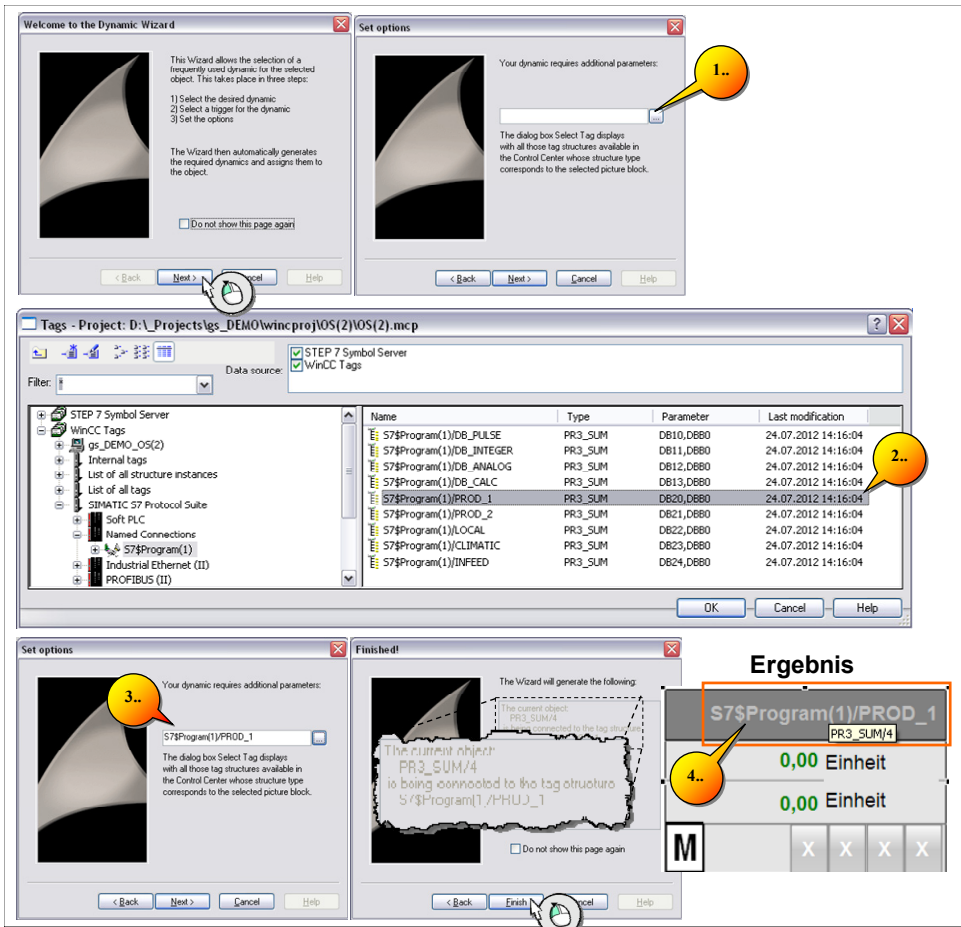 Welcome to the Dynamic Wizard
This Wizard allows the selection of a
frequently used dynamic for the selected
object. This takes place in three steps:
1) Select the desired dynamic
2) Select a trigger for the dynamic
3) Set the options
The Wizard then automatically generates
the required dynamics and assigns them to
the object.
Do not show this page again
< Back
Next >
Help
Set options
Your dynamic requires additional parameters:
1..
...
The dialog box Select Tag displays
with all those tag structures available in
the Control Center whose structure type
corresponds to the selected picture block.
< Back
Next >
Cancel
Help
Tags - Project: D:\_Projects\gs_DEMO\wincproj\OS(2)\OS(2).mcp
Filter: *
Data source:
STEP 7 Symbol Server
WinCC Tags
STEP 7 Symbol Server
WinCC Tags
gs_DEMO_OS(2)
Internal tags
List of all structure instances
List of all tags
SIMATIC S7 Protocol Suite
Soft PLC
Named Connections
S7$Program(1)
Industrial Ethernet (II)
PROFIBUS (II)
Name Type Parameter Last modification
S7$Program(1)/DB_PULSE PR3_SUM DB10,DBB0 24.07.2012 14:16:04
S7$Program(1)/DB_INTEGER PR3_SUM DB11,DBB0 24.07.2012 14:16:04
S7$Program(1)/DB_ANALOG PR3_SUM DB12,DBB0 24.07.2012 14:16:04
S7$Program(1)/DB_CALC PR3_SUM DB13,DBB0 24.07.2012 14:16:04
S7$Program(1)/PROD_1 PR3_SUM DB20,DBB0 24.07.2012 14:16:04
S7$Program(1)/PROD_2 PR3_SUM DB21,DBB0 24.07.2012 14:16:04
S7$Program(1)/LOCAL PR3_SUM DB22,DBB0 24.07.2012 14:16:04
S7$Program(1)/CLIMATIC PR3_SUM DB23,DBB0 24.07.2012 14:16:04
S7$Program(1)/INFEED PR3_SUM DB24,DBB0 24.07.2012 14:16:04
2..
OK
Cancel
Help
Set options
Your dynamic requires additional parameters:
3..
S7$Program(1)/PROD_1
...
The dialog box Select Tag displays
with all those tag structures available in
the Control Center whose structure type
corresponds to the selected picture block.
< Back
Next >
Cancel
Help
Finished!
The Wizard will generate the following:
The current object:
PR3_SUM/4
is being connected to the tag structure
The current object:
PR3_SUM/4
is being connected to the tag structure
S7$Program(1)/PROD_1
Do not show this page again
< Back
Finish
Help
Ergebnis
S7$Program(1)/PROD_1
PR3_SUM/4
4..
0,00 Einheit
0,00 Einheit
M X X X X